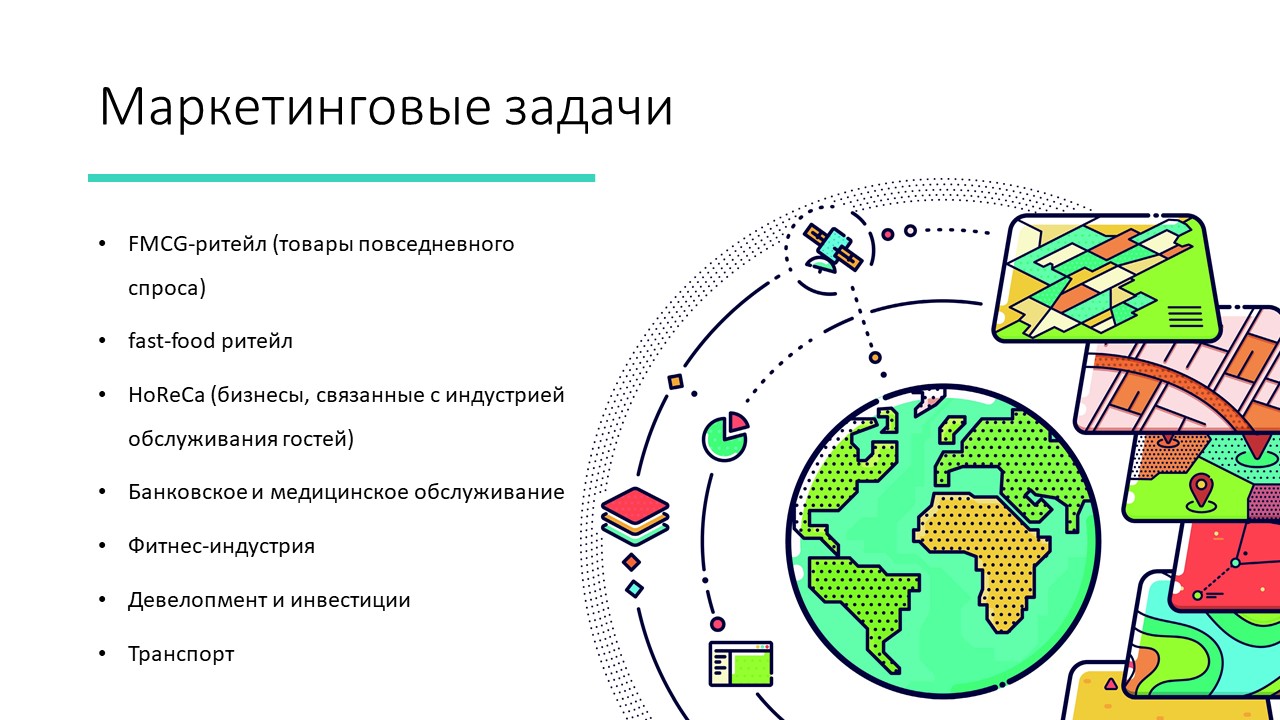 Маркетинговые задачи
• FMCG-ритейл (товары повседневного
спроса)
• fast-food ритейл
• HoReCa (бизнесы, связанные с индустрией
обслуживания гостей)
• Банковское и медицинское обслуживание
• Фитнес-индустрия
• Девелопмент и инвестиции
• Транспорт